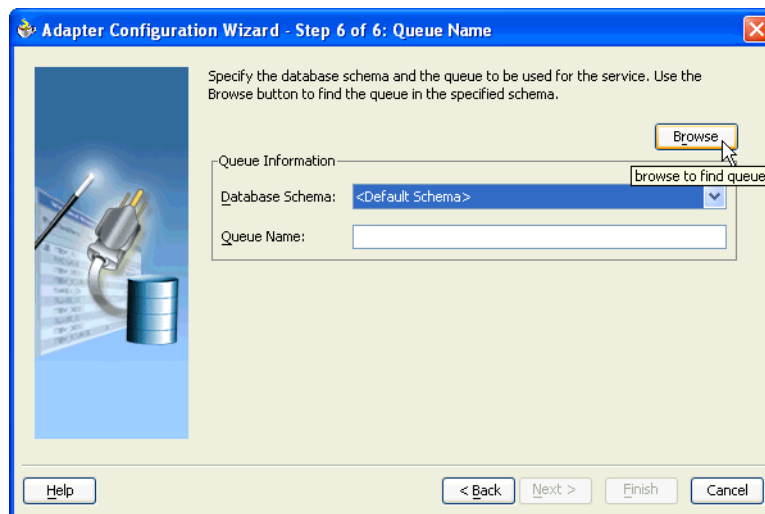 Adapter Configuration Wizard - Step 6 of 6: Queue Name
Specify the database schema and the queue to be used for the service. Use the
Browse button to find the queue in the specified schema.
Browse
browse to find queue
Queue Information
Database Schema: <Default Schema>
Queue Name:
Help
< Back
Next >
Finish
Cancel